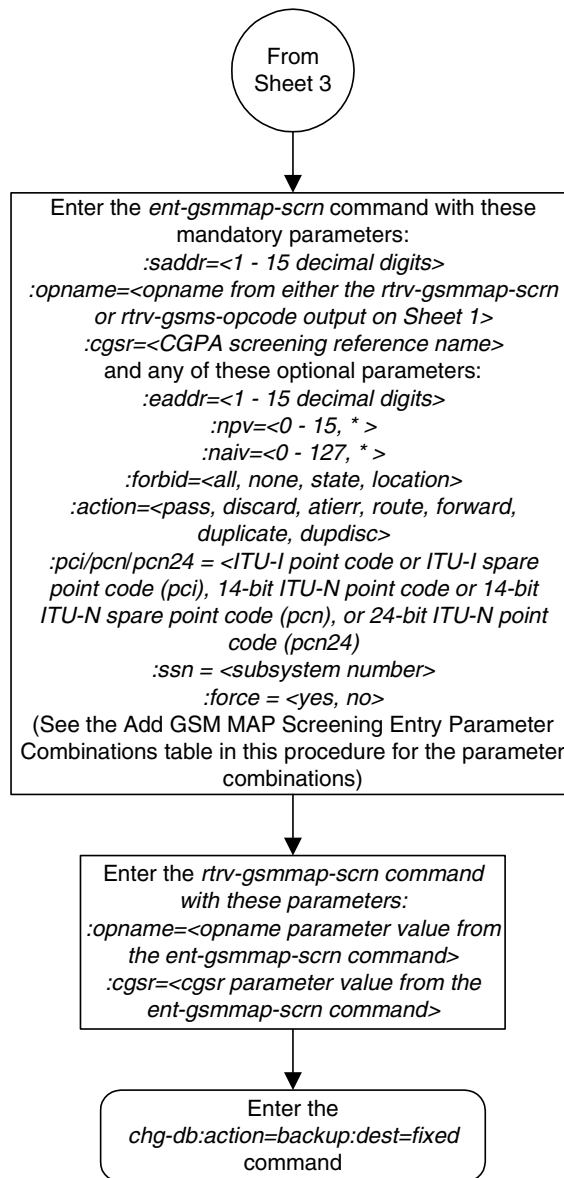 From
Sheet 3
Enter the ent-gsmmap-scrn command with these
mandatory parameters:
:saddr=<1 - 15 decimal digits>
:opname=<opname from either the rtrv-gsmmap-scrn
or rtrv-gsms-opcode output on Sheet 1>
:cgsr=<CGPA screening reference name>
and any of these optional parameters:
:eaddr=<1 - 15 decimal digits>
:npv=<0 - 15, * >
:naiv=<0 - 127, * >
:forbid=<all, none, state, location>
:action=<pass, discard, atierr, route, forward,
duplicate, dupdisc>
:pci/pcn/pcn24 = <ITU-I point code or ITU-I spare
point code (pci), 14-bit ITU-N point code or 14-bit
ITU-N spare point code (pcn), or 24-bit ITU-N point
code (pcn24)
:ssn = <subsystem number>
:force = <yes, no>
(See the Add GSM MAP Screening Entry Parameter
Combinations table in this procedure for the parameter
combinations)
Enter the rtrv-gsmmap-scrn command
with these parameters:
:opname=<opname parameter value from
the ent-gsmmap-scrn command>
:cgsr=<cgsr parameter value from the
ent-gsmmap-scrn command>
Enter the
chg-db:action=backup:dest=fixed
command